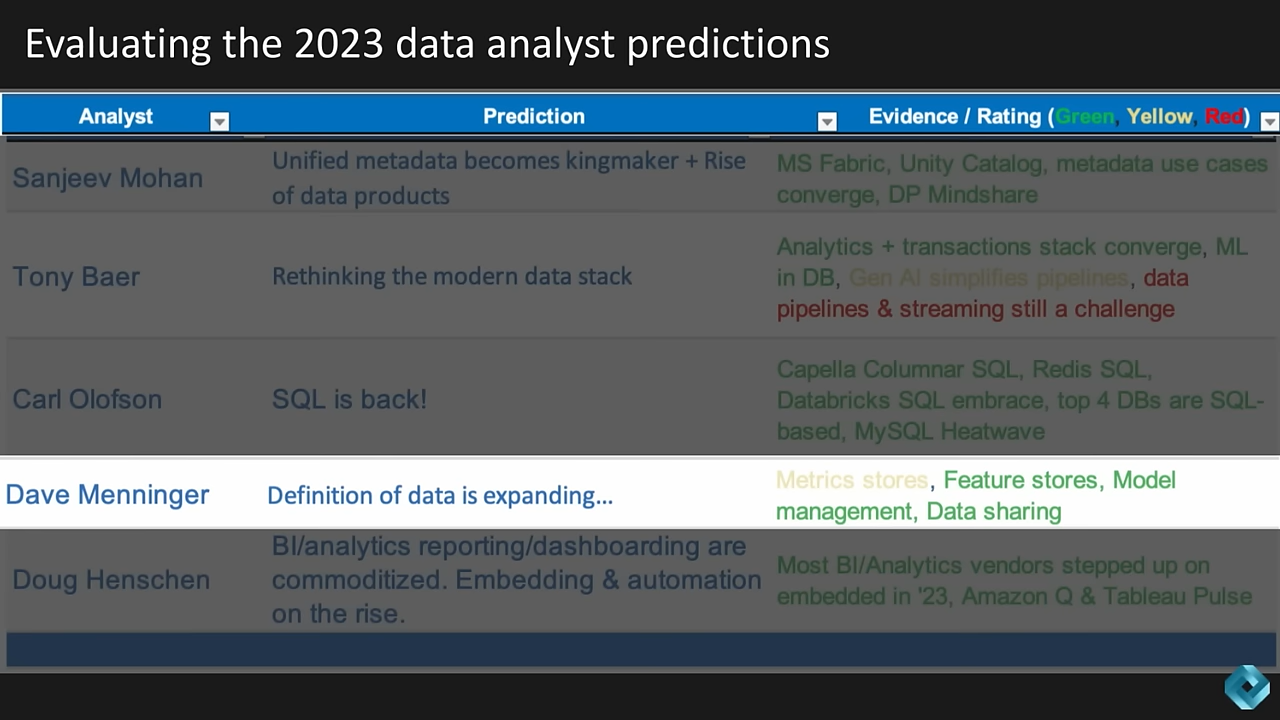 Evaluating the 2023 data analyst predictions
Analyst Prediction Evidence / Rating (Green, Yellow, Red)
Sanjeev Mohan
Unified metadata becomes kingmaker + Rise
of data products
MS Fabric, Unity Catalog, metadata use cases
converge, DP Mindshare
Tony Baer
Rethinking the modern data stack
Analytics + transactions stack converge, ML
in DB, Gen AI simplifies pipelines, data
pipelines & streaming still a challenge
Carl Olofson
SQL is back!
Capella Columnar SQL, Redis SQL,
Databricks SQL embrace, top 4 DBs are SQL-
based, MySQL Heatwave
Dave Menninger
Definition of data is expanding...
Metrics stores, Feature stores, Model
management, Data sharing
Doug Henschen
BI/analytics reporting/dashboarding are
commoditized. Embedding & automation
on the rise.
Most BI/Analytics vendors stepped up on
embedded in '23, Amazon Q & Tableau Pulse